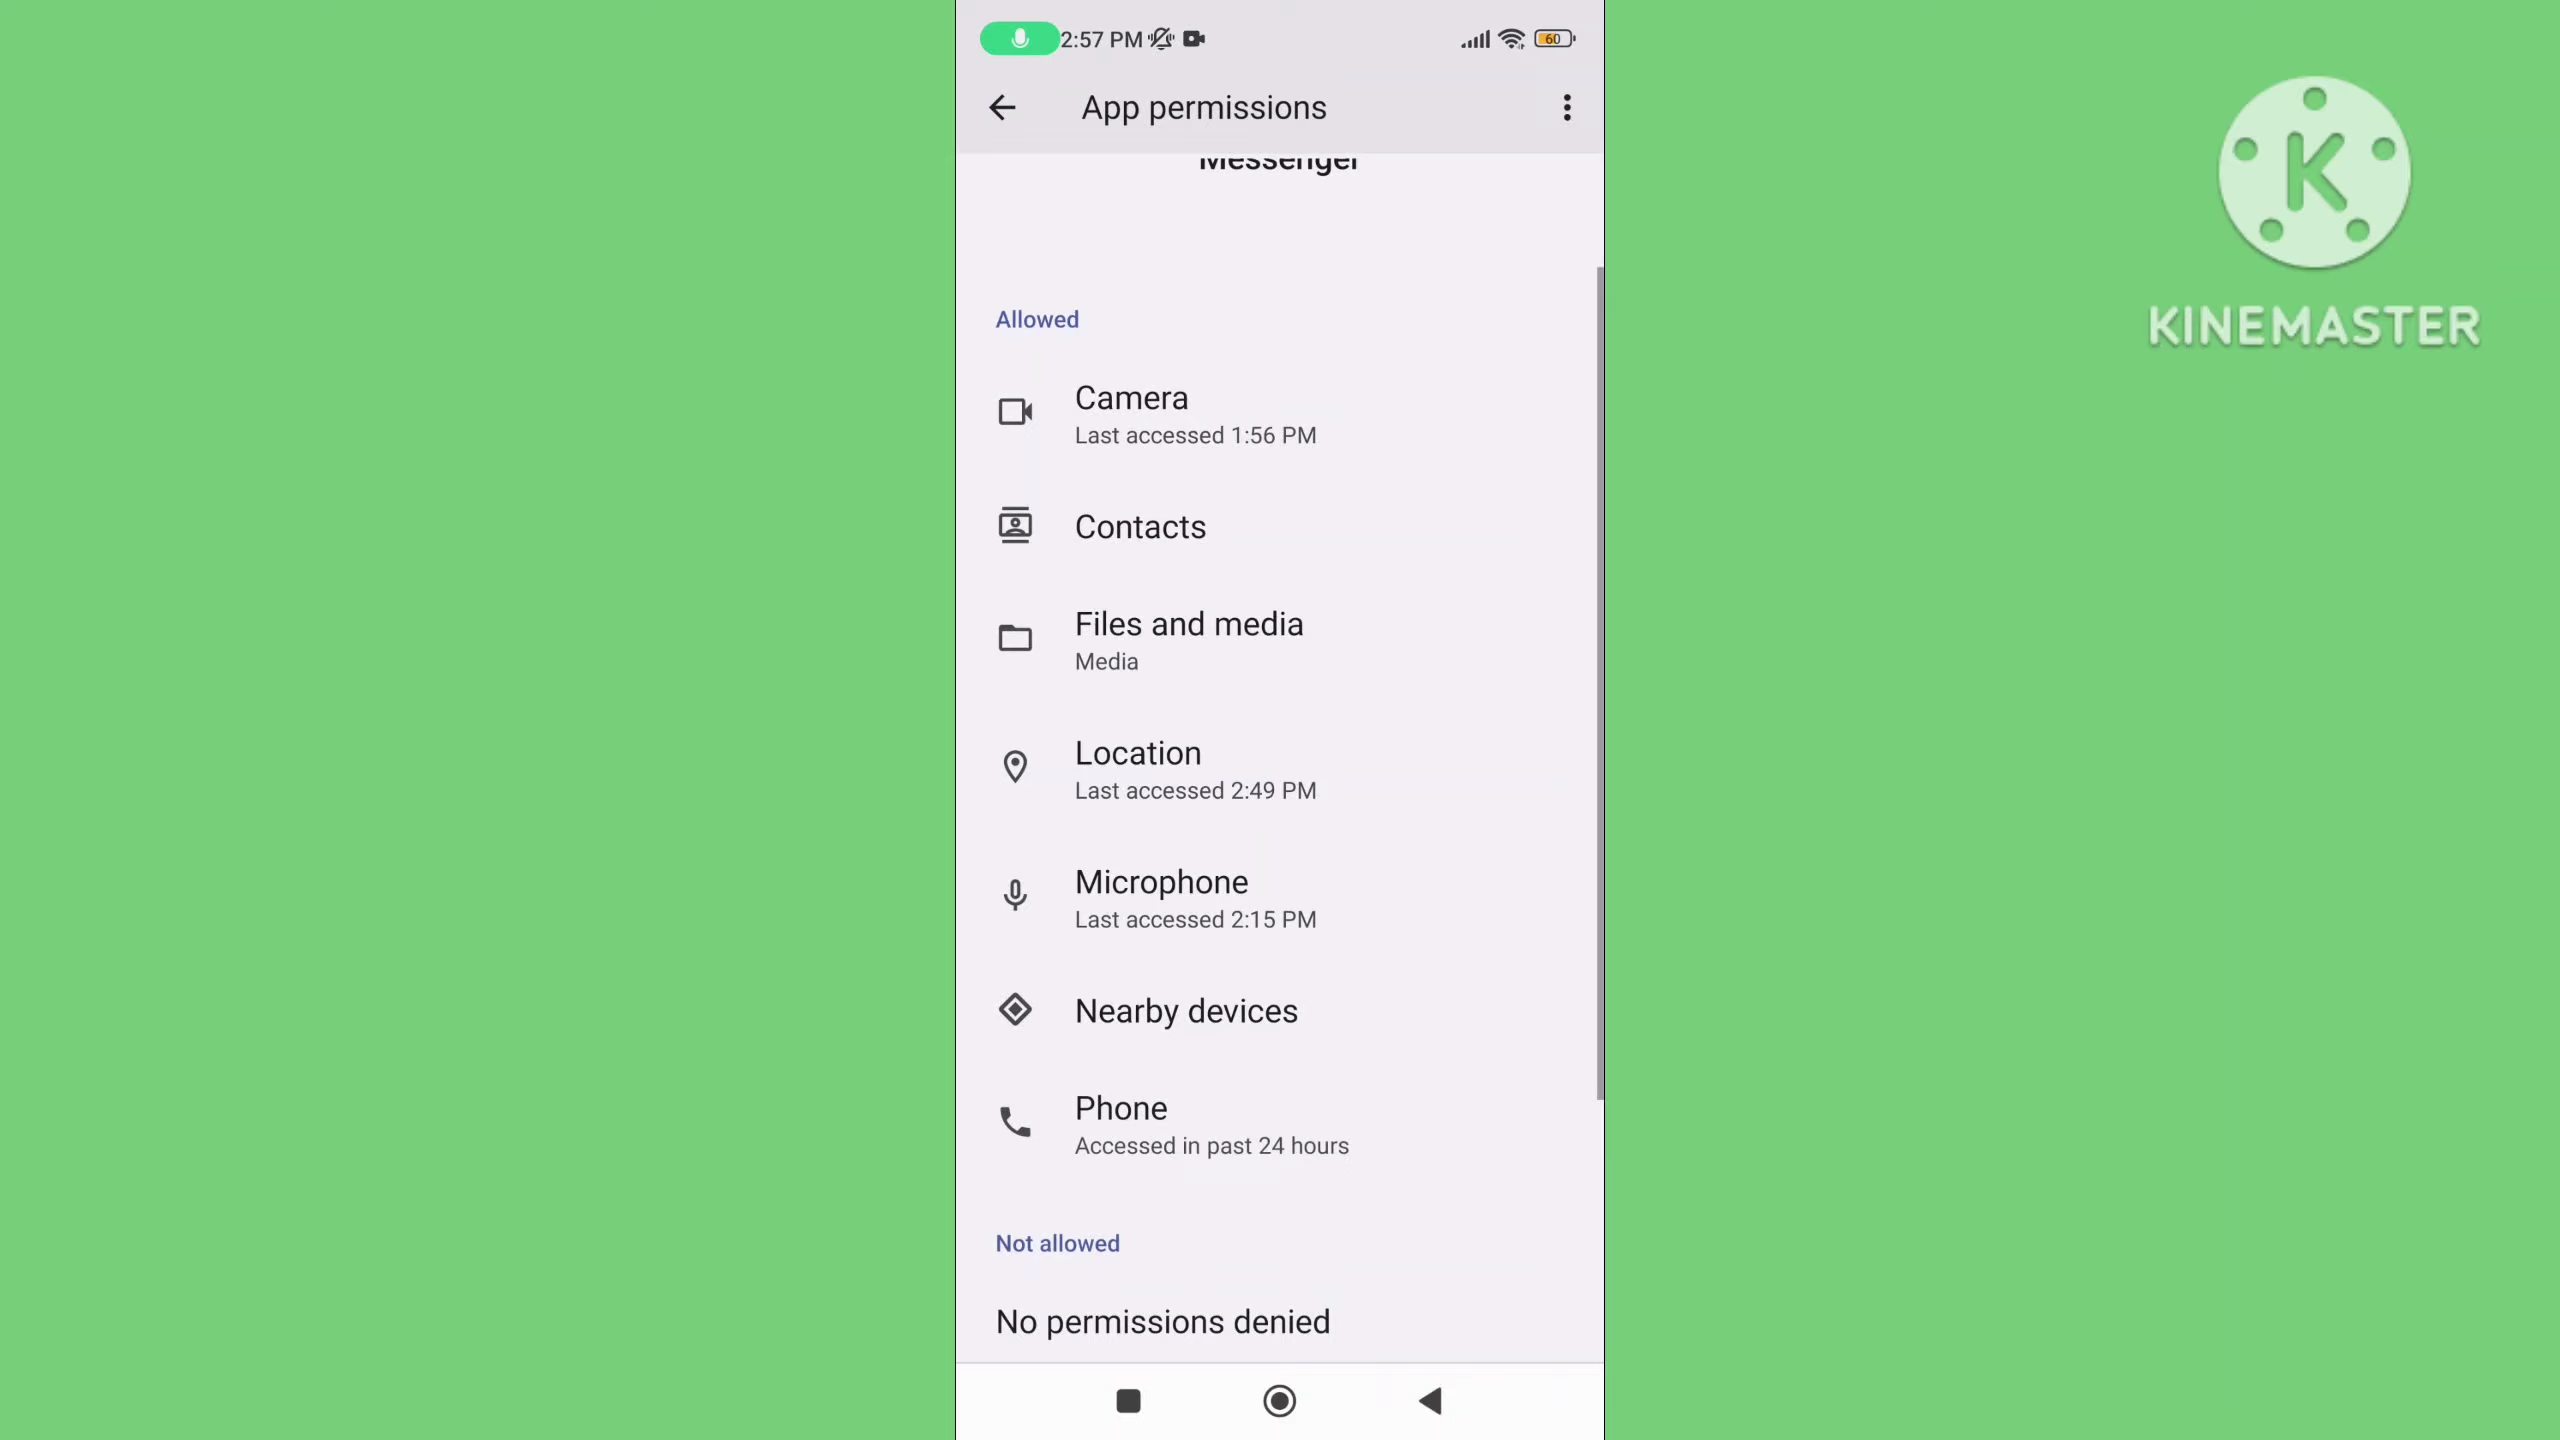 2:57 PM
60
App permissions
Messenger
Allowed
Camera
Last accessed 1:56 PM
Contacts
Files and media
Media
Location
Last accessed 2:49 PM
Microphone
Last accessed 2:15 PM
Nearby devices
Phone
Accessed in past 24 hours
Not allowed
No permissions denied
K
KINEMASTER